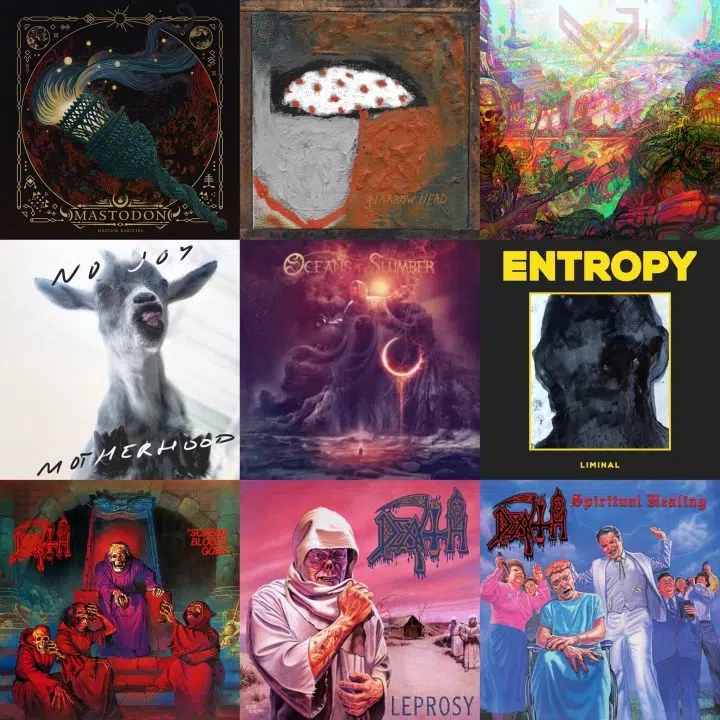 MASTODON
MEDIUM RARITIES
NARROW HEAD
NO JOY
MOTHERHOOD
OCEANS OF SLUMBER
ENTROPY
LIMINAL
DEATH
"SCREAM
BLOODY
GORE"
DEATH
LEPROSY
DEATH
Spiritual Healing